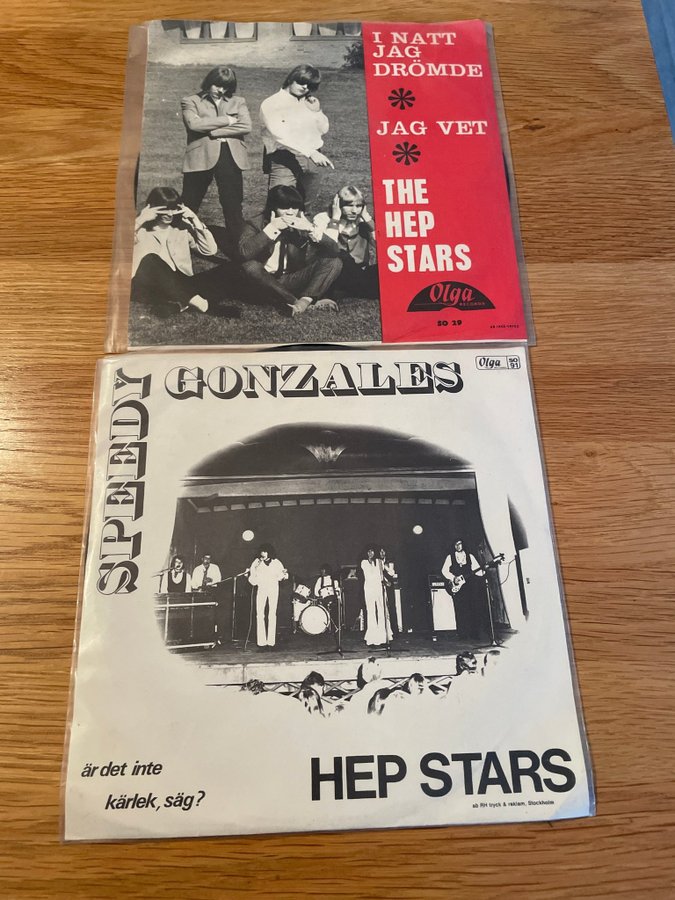 I NATT
JAG
DRÖMDE
JAG VET
THE
HEP
STARS
Olga
RECORDS
SO 29
SPEEDY GONZALES
Olga SO 91
är det inte
kärlek, säg?
HEP STARS
ab RH tryck & reklam, Stockholm